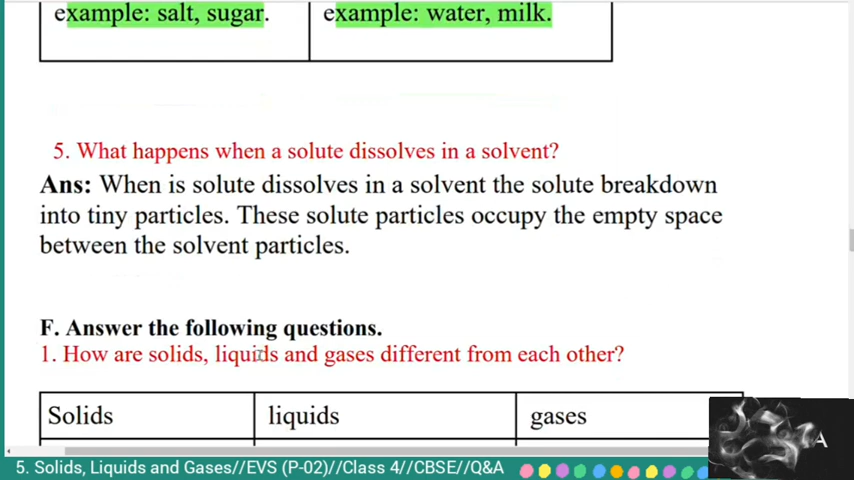 example: salt, sugar.
example: water, milk.
5. What happens when a solute dissolves in a solvent?
Ans: When is solute dissolves in a solvent the solute breakdown
into tiny particles. These solute particles occupy the empty space
between the solvent particles.
F. Answer the following questions.
1. How are solids, liquids and gases different from each other?
Solids
liquids
gases
A
5. Solids, Liquids and Gases//EVS (P-02)//Class 4//CBSE//Q&A